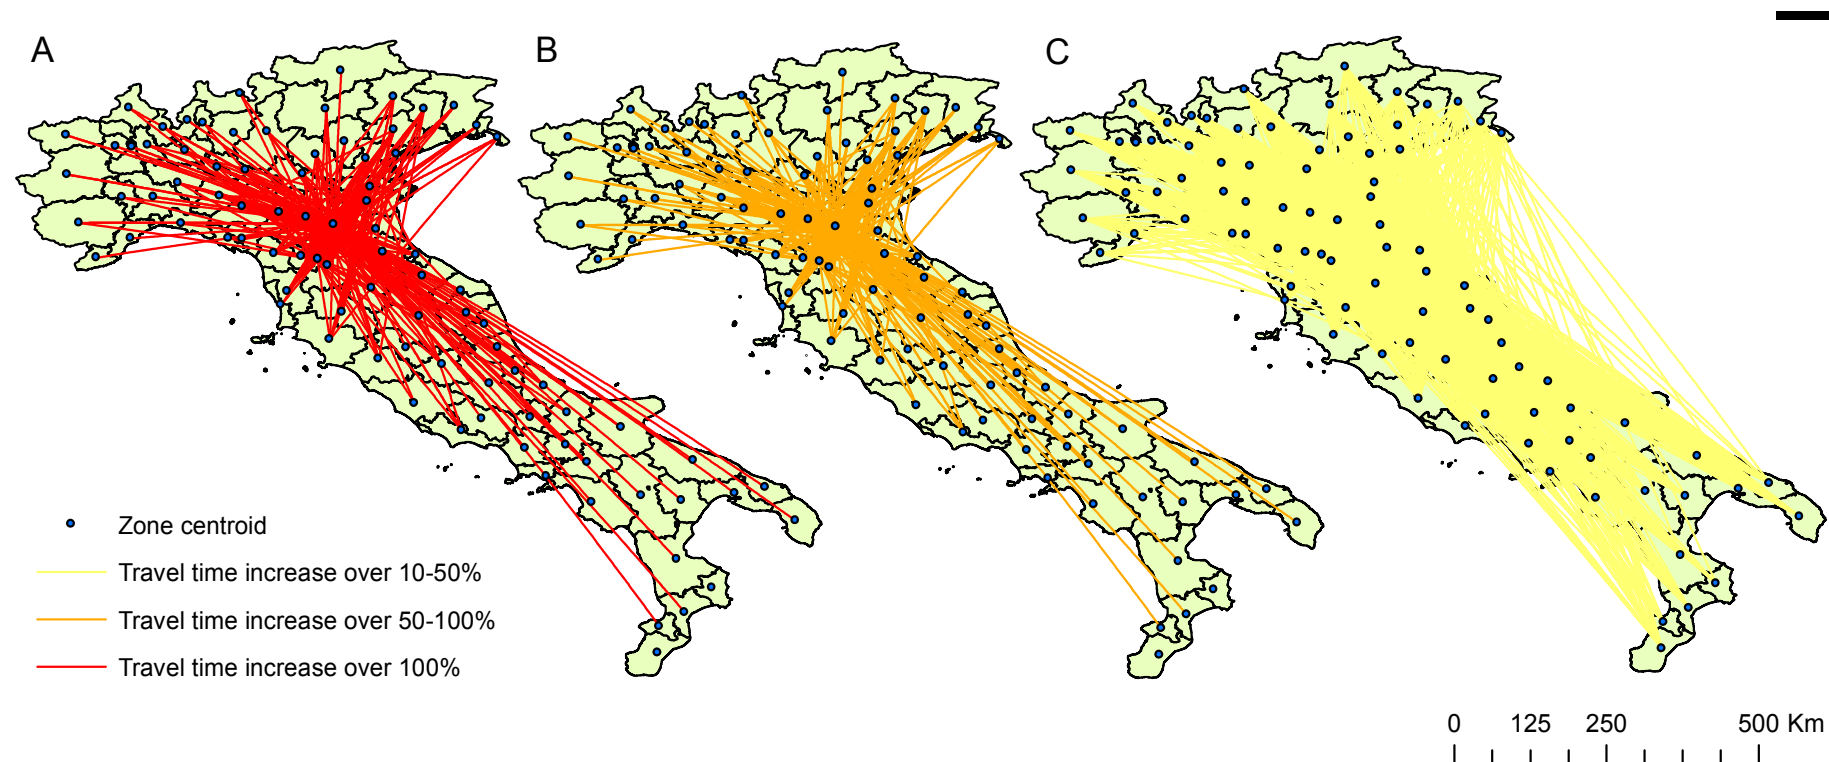 A B C
Zone centroid
Travel time increase over 10-50%
Travel time increase over 50-100%
Travel time increase over 100%
0 125 250 500 Km